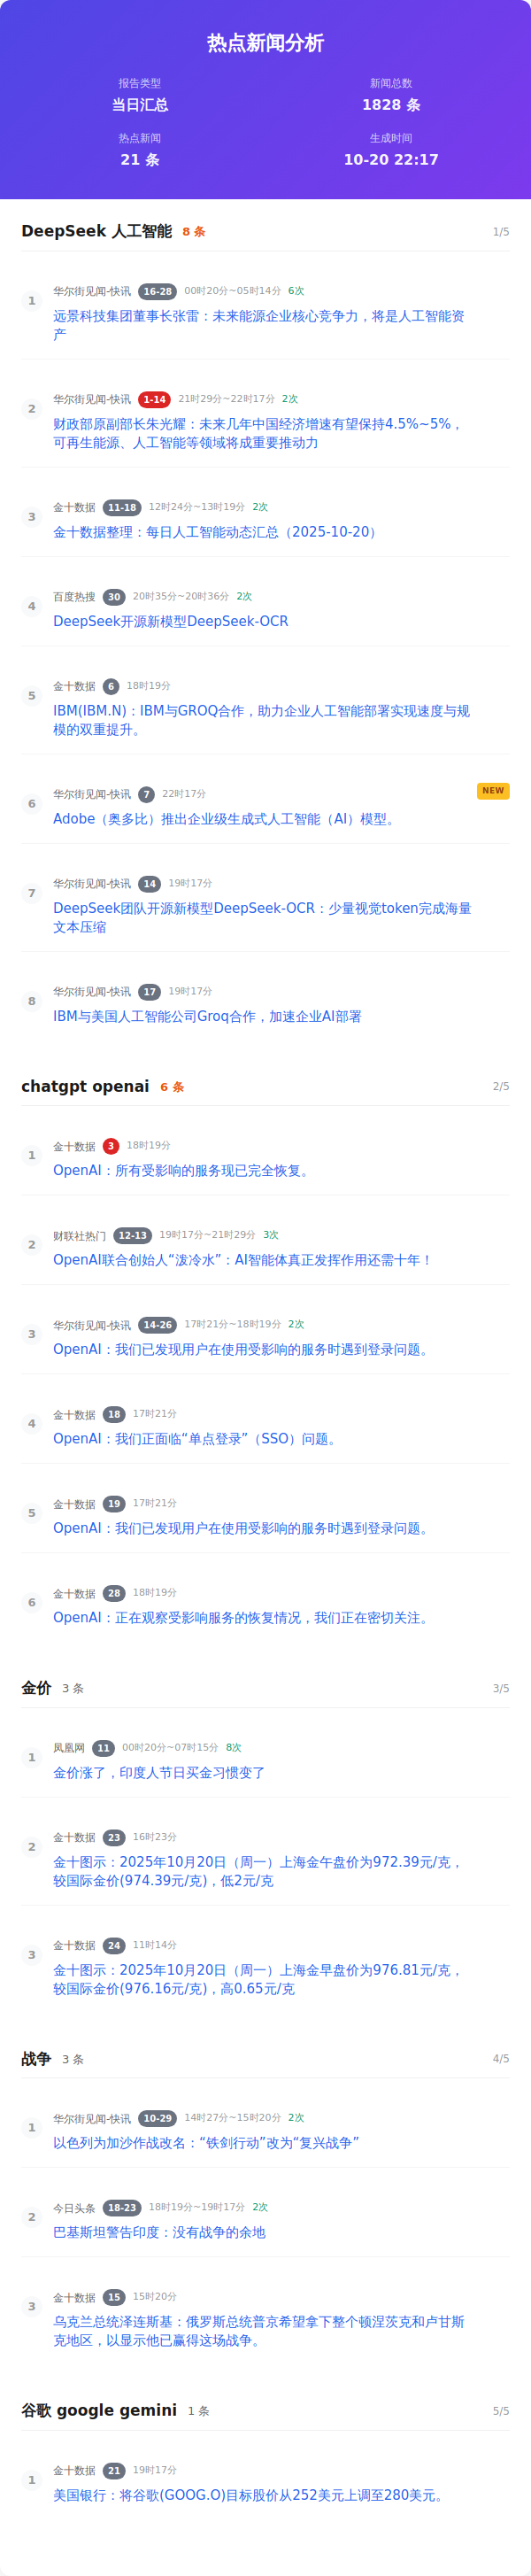 热点新闻分析
报告类型
新闻总数
当日汇总
1828 条
热点新闻
生成时间
21 条
10-20 22:17
DeepSeek 人工智能 8 条 1/5
1
华尔街见闻-快讯 16-28 00时20分~05时14分 6次
远景科技集团董事长张雷：未来能源企业核心竞争力，将是人工智能资
产
2
华尔街见闻-快讯 1-14 21时29分~22时17分 2次
财政部原副部长朱光耀：未来几年中国经济增速有望保持4.5%~5%，
可再生能源、人工智能等领域将成重要推动力
3
金十数据 11-18 12时24分~13时19分 2次
金十数据整理：每日人工智能动态汇总（2025-10-20）
4
百度热搜 30 20时35分~20时36分 2次
DeepSeek开源新模型DeepSeek-OCR
5
金十数据 6 18时19分
IBM(IBM.N)：IBM与GROQ合作，助力企业人工智能部署实现速度与规
模的双重提升。
6
华尔街见闻-快讯 7 22时17分 NEW
Adobe（奥多比）推出企业级生成式人工智能（AI）模型。
7
华尔街见闻-快讯 14 19时17分
DeepSeek团队开源新模型DeepSeek-OCR：少量视觉token完成海量
文本压缩
8
华尔街见闻-快讯 17 19时17分
IBM与美国人工智能公司Groq合作，加速企业AI部署
chatgpt openai 6 条 2/5
1
金十数据 3 18时19分
OpenAI：所有受影响的服务现已完全恢复。
2
财联社热门 12-13 19时17分~21时29分 3次
OpenAI联合创始人“泼冷水”：AI智能体真正发挥作用还需十年！
3
华尔街见闻-快讯 14-26 17时21分~18时19分 2次
OpenAI：我们已发现用户在使用受影响的服务时遇到登录问题。
4
金十数据 18 17时21分
OpenAI：我们正面临“单点登录”（SSO）问题。
5
金十数据 19 17时21分
OpenAI：我们已发现用户在使用受影响的服务时遇到登录问题。
6
金十数据 28 18时19分
OpenAI：正在观察受影响服务的恢复情况，我们正在密切关注。
金价 3 条 3/5
1
凤凰网 11 00时20分~07时15分 8次
金价涨了，印度人节日买金习惯变了
2
金十数据 23 16时23分
金十图示：2025年10月20日（周一）上海金午盘价为972.39元/克，
较国际金价(974.39元/克)，低2元/克
3
金十数据 24 11时14分
金十图示：2025年10月20日（周一）上海金早盘价为976.81元/克，
较国际金价(976.16元/克)，高0.65元/克
战争 3 条 4/5
1
华尔街见闻-快讯 10-29 14时27分~15时20分 2次
以色列为加沙作战改名：“铁剑行动”改为“复兴战争”
2
今日头条 18-23 18时19分~19时17分 2次
巴基斯坦警告印度：没有战争的余地
3
金十数据 15 15时20分
乌克兰总统泽连斯基：俄罗斯总统普京希望拿下整个顿涅茨克和卢甘斯
克地区，以显示他已赢得这场战争。
谷歌 google gemini 1 条 5/5
1
金十数据 21 19时17分
美国银行：将谷歌(GOOG.O)目标股价从252美元上调至280美元。